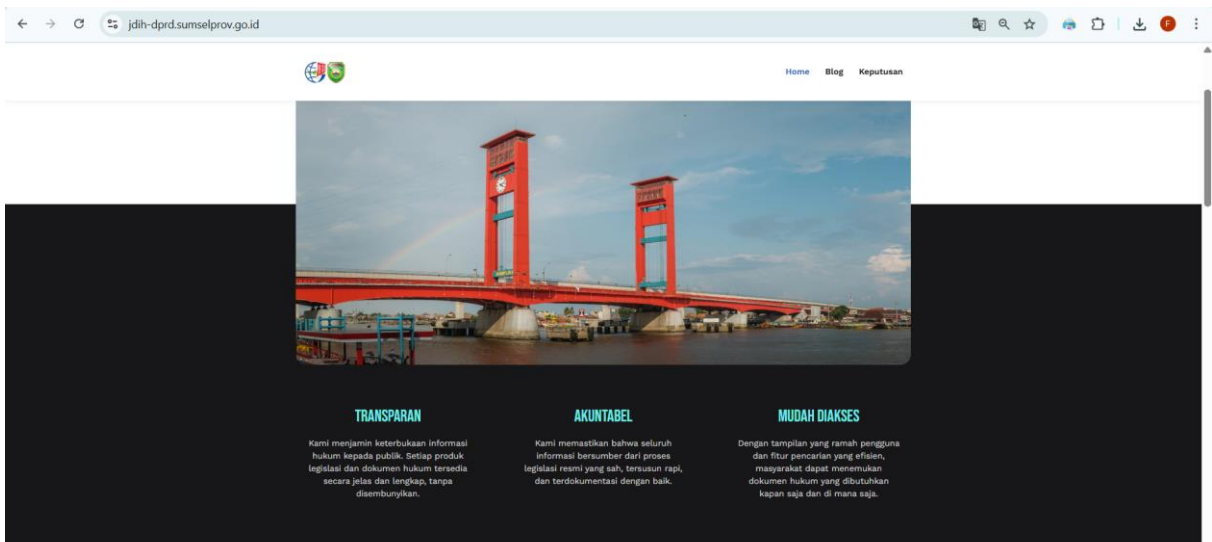 jdih-dprd.sumselprov.go.id
F
Home Blog Keputusan
TRANSPARAN
Kami menjamin keterbukaan informasi
hukum kepada publik. Setiap produk
legislasi dan dokumen hukum tersedia
secara jelas dan lengkap, tanpa
disembunyikan.
AKUNTABEL
Kami memastikan bahwa seluruh
informasi bersumber dari proses
legislasi resmi yang sah, tersusun rapi,
dan terdokumentasi dengan baik.
MUDAH DIAKSES
Dengan tampilan yang ramah pengguna
dan fitur pencarian yang efisien,
masyarakat dapat menemukan
dokumen hukum yang dibutuhkan
kapan saja dan di mana saja.